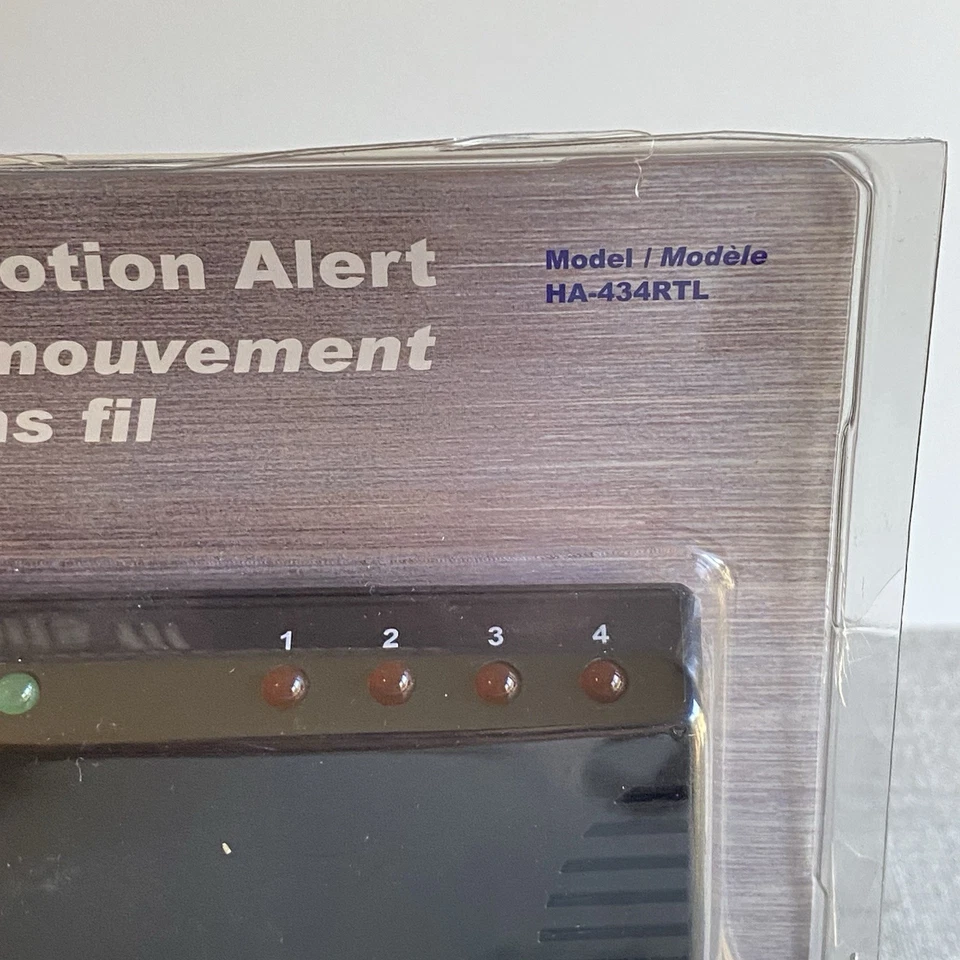 otion Alert
Model / Modèle
HA-434RTL
mouvement
ns fil
1 2 3 4